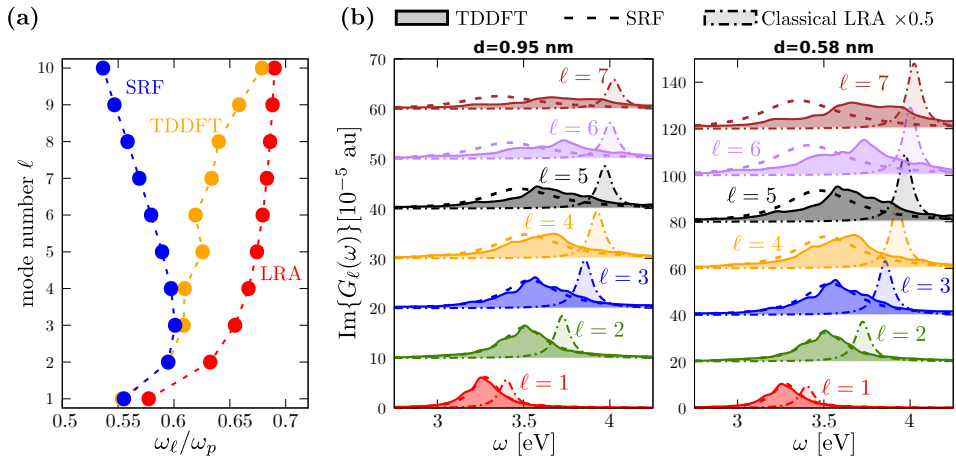 (a)
(b)
TDDFT
SRF
Classical LRA ×0.5
mode number ℓ
10
9
8
7
6
5
4
3
2
1
SRF
TDDFT
LRA
0.5
0.55
0.6
0.65
0.7
ω_ℓ/ω_p
d=0.95 nm
Im{G_ℓ(ω)}[10⁻⁵ au]
60
50
40
30
20
10
0
ℓ = 7
ℓ = 6
ℓ = 5
ℓ = 4
ℓ = 3
ℓ = 2
ℓ = 1
3
3.5
4
ω [eV]
d=0.58 nm
140
120
100
80
60
40
20
0
ℓ = 7
ℓ = 6
ℓ = 5
ℓ = 4
ℓ = 3
ℓ = 2
ℓ = 1
3
3.5
4
ω [eV]